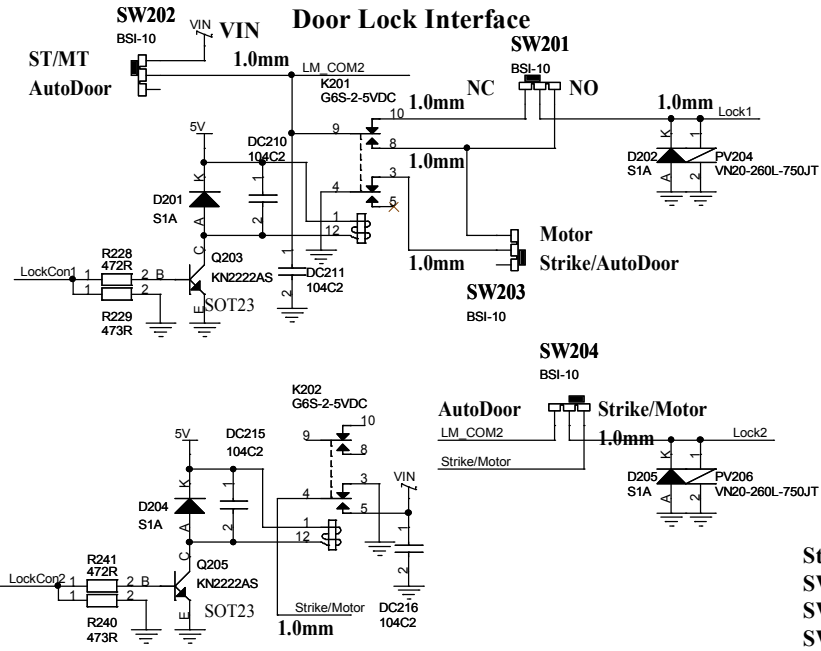 Door Lock Interface
SW202
BSI-10
VIN
VIN
ST/MT
AutoDoor
1.0mm
LM_COM2
K201
G6S-2-5VDC
SW201
BSI-10
NC
NO
1.0mm
1.0mm
Lock1
5V
DC210
104C2
1
2
9
10
8
1.0mm
4
3
5
1
12
K
A
D201
S1A
K
A
D202
S1A
1
2
PV204
VN20-260L-750JT
Motor
Strike/AutoDoor
1.0mm
SW203
BSI-10
1
2
DC211
104C2
R228
472R
LockCon1
1
2
B
1
2
R229
473R
C
Q203
KN2222AS
E
SOT23
SW204
BSI-10
AutoDoor
Strike/Motor
LM_COM2
1.0mm
Lock2
Strike/Motor
K
A
D205
S1A
1
2
PV206
VN20-260L-750JT
K202
G6S-2-5VDC
9
10
8
5V
DC215
104C2
1
2
4
3
5
VIN
1
12
K
A
D204
S1A
1
2
DC216
104C2
R241
472R
LockCon2
1
2
B
1
2
R240
473R
C
Q205
KN2222AS
E
SOT23
Strike/Motor
1.0mm
St
SW
SW
SW